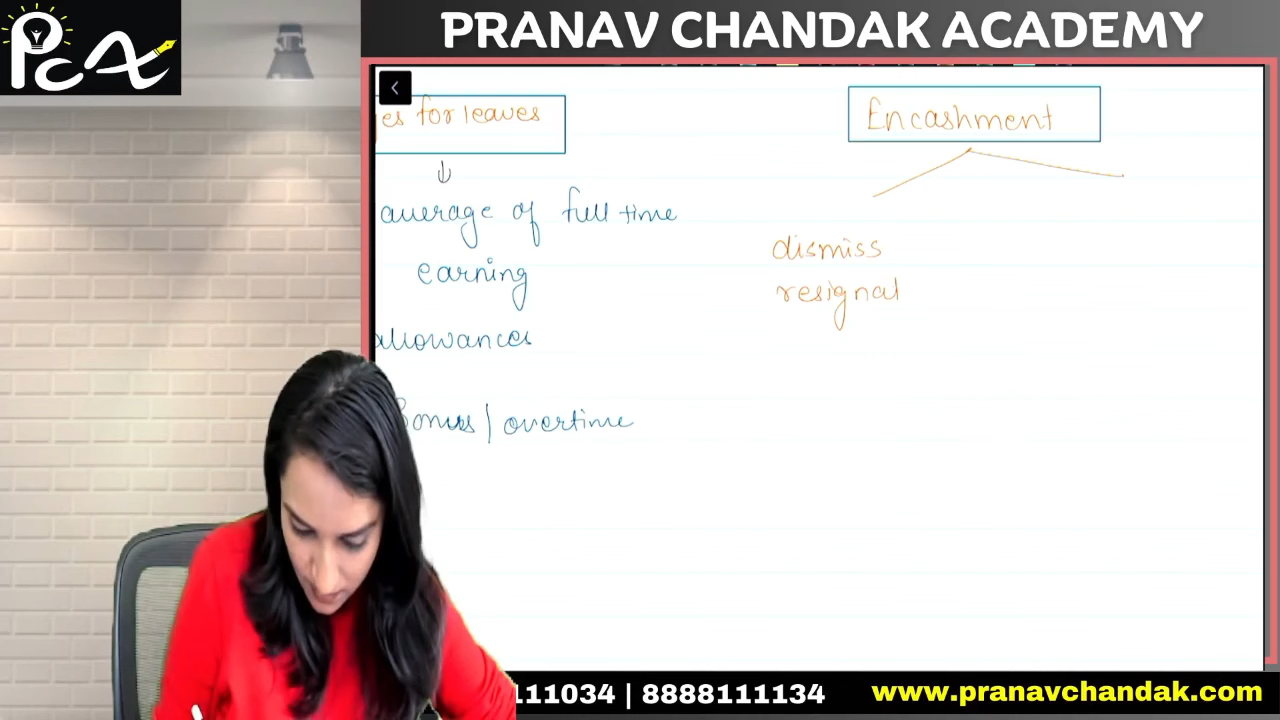 PCA
PRANAV CHANDAK ACADEMY
es for leaves
average of full time
earning
allowances
Bonus | overtime
Encashment
dismiss
resignal
111034 | 8888111134
www.pranavchandak.com